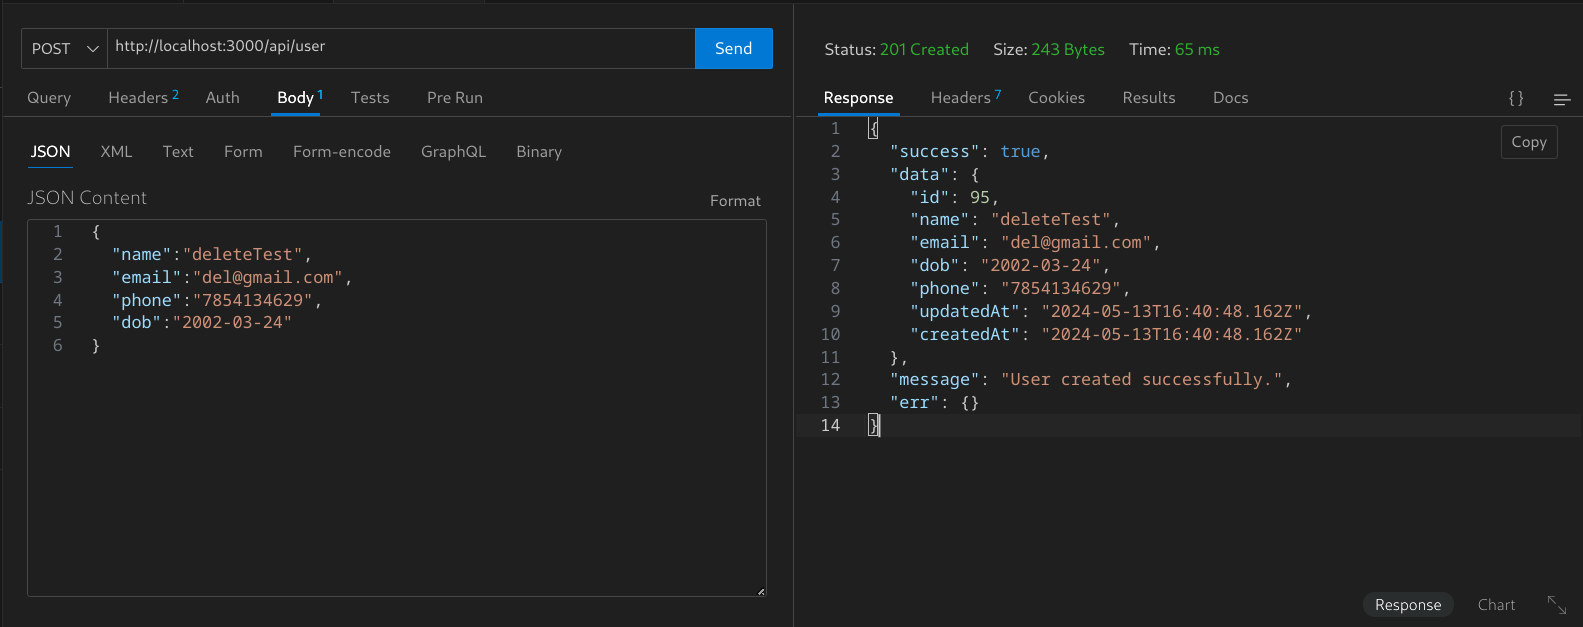 POST http://localhost:3000/api/user Send
Query Headers 2 Auth Body 1 Tests Pre Run
JSON XML Text Form Form-encode GraphQL Binary
JSON Content Format
1 {
2 "name":"deleteTest",
3 "email":"del@gmail.com",
4 "phone":"7854134629",
5 "dob":"2002-03-24"
6 }
Status: 201 Created Size: 243 Bytes Time: 65 ms
Response Headers 7 Cookies Results Docs { }
Copy
1 {
2 "success": true,
3 "data": {
4 "id": 95,
5 "name": "deleteTest",
6 "email": "del@gmail.com",
7 "dob": "2002-03-24",
8 "phone": "7854134629",
9 "updatedAt": "2024-05-13T16:40:48.162Z",
10 "createdAt": "2024-05-13T16:40:48.162Z"
11 },
12 "message": "User created successfully.",
13 "err": {}
14 }
Response Chart